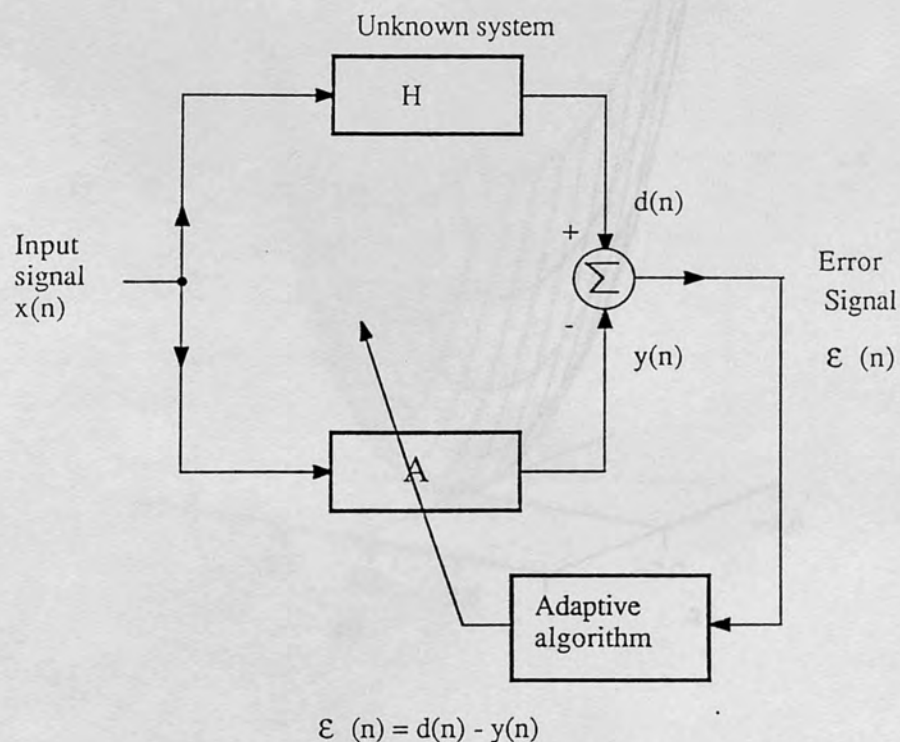 Unknown system
H
d(n)
+
Input
signal
x(n)
Σ
Error
Signal
ε (n)
-
y(n)
A
Adaptive
algorithm
ε (n) = d(n) - y(n)